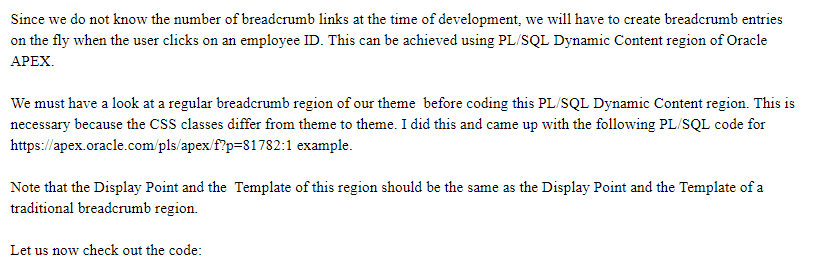 Since we do not know the number of breadcrumb links at the time of development, we will have to create breadcrumb entries
on the fly when the user clicks on an employee ID. This can be achieved using PL/SQL Dynamic Content region of Oracle
APEX.
We must have a look at a regular breadcrumb region of our theme  before coding this PL/SQL Dynamic Content region. This is
necessary because the CSS classes differ from theme to theme. I did this and came up with the following PL/SQL code for
https://apex.oracle.com/pls/apex/f?p=81782:1 example.
Note that the Display Point and the  Template of this region should be the same as the Display Point and the Template of a
traditional breadcrumb region.
Let us now check out the code: